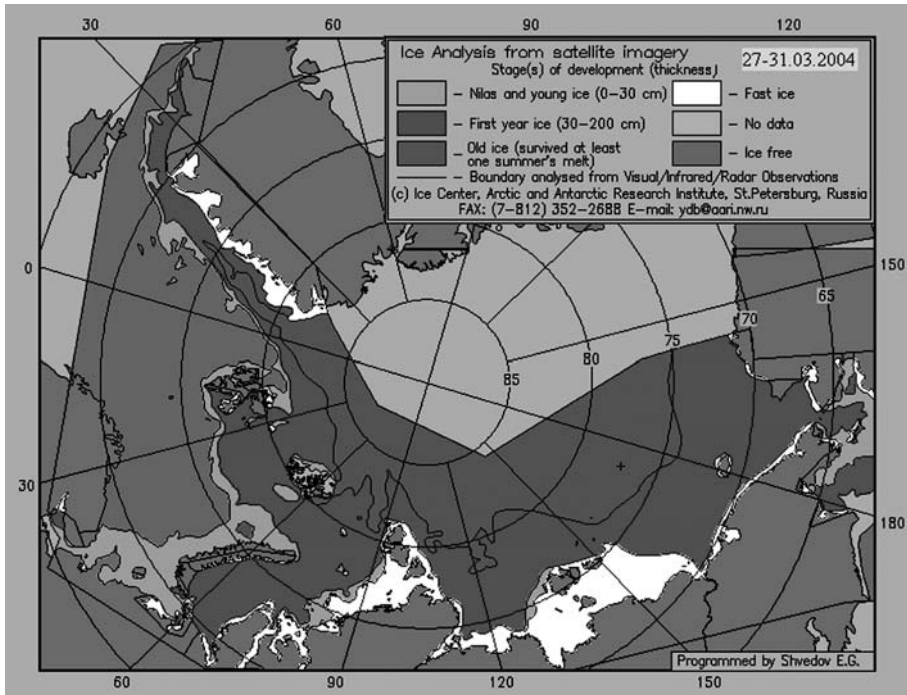 30
60
90
120
Ice Analysis from satellite imagery
27-31.03.2004
Stage(s) of development (thickness)
– Nilas and young ice (0–30 cm)
– Fast ice
– First year ice (30–200 cm)
– No data
– Old ice (survived at least
one summer's melt)
– Ice free
– Boundary analysed from Visual/Infrared/Radar Observations
(c) Ice Center, Arctic and Antarctic Research Institute, St.Petersburg, Russia
FAX: (7–812) 352–2688 E–mail: ydb@aari.nw.ru
0
150
65
70
75
80
85
30
180
Programmed by Shvedov E.G.
60
90
120
150